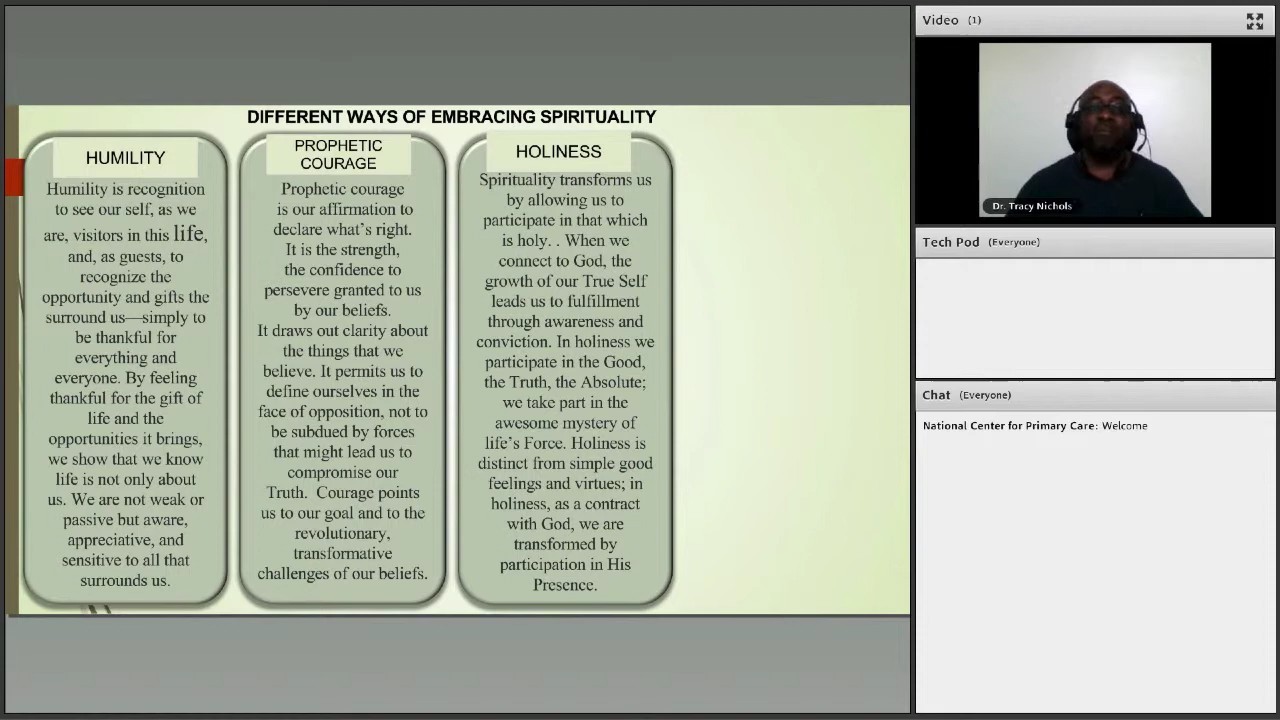 DIFFERENT WAYS OF EMBRACING SPIRITUALITY
HUMILITY
Humility is recognition
to see our self, as we
are, visitors in this life,
and, as guests, to
recognize the
opportunity and gifts the
surround us—simply to
be thankful for
everything and
everyone. By feeling
thankful for the gift of
life and the
opportunities it brings,
we show that we know
life is not only about
us. We are not weak or
passive but aware,
appreciative, and
sensitive to all that
surrounds us.
PROPHETIC
COURAGE
Prophetic courage
is our affirmation to
declare what’s right.
It is the strength,
the confidence to
persevere granted to us
by our beliefs.
It draws out clarity about
the things that we
believe. It permits us to
define ourselves in the
face of opposition, not to
be subdued by forces
that might lead us to
compromise our
Truth. Courage points
us to our goal and to the
revolutionary,
transformative
challenges of our beliefs.
HOLINESS
Spirituality transforms us
by allowing us to
participate in that which
is holy. . When we
connect to God, the
growth of our True Self
leads us to fulfillment
through awareness and
conviction. In holiness we
participate in the Good,
the Truth, the Absolute;
we take part in the
awesome mystery of
life’s Force. Holiness is
distinct from simple good
feelings and virtues; in
holiness, as a contract
with God, we are
transformed by
participation in His
Presence.
Video (1)
Dr. Tracy Nichols
Tech Pod (Everyone)
Chat (Everyone)
National Center for Primary Care: Welcome